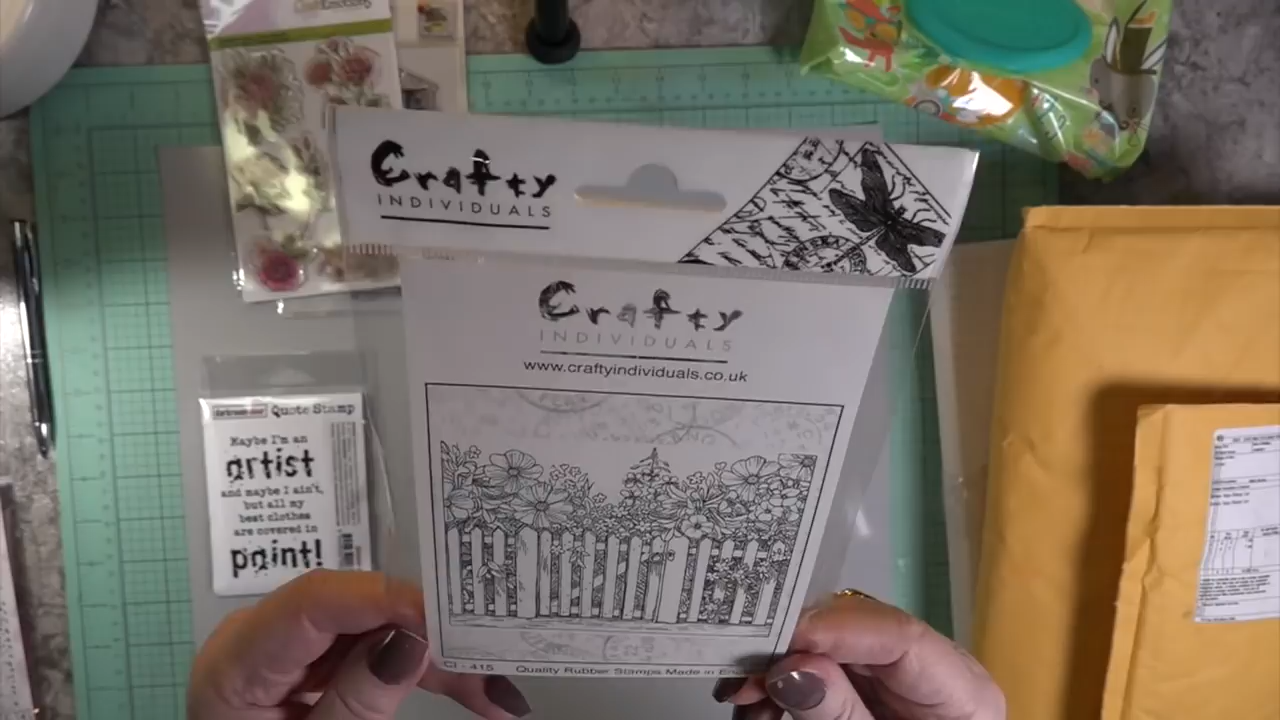 Crafty
INDIVIDUALS
Crafty
INDIVIDUALS
www.craftyindividuals.co.uk
CI - 415 Quality Rubber Stamps Made in
Quote Stamp
Maybe I'm an
artist
and maybe I ain't,
but all my
best clothes
are covered in
paint!